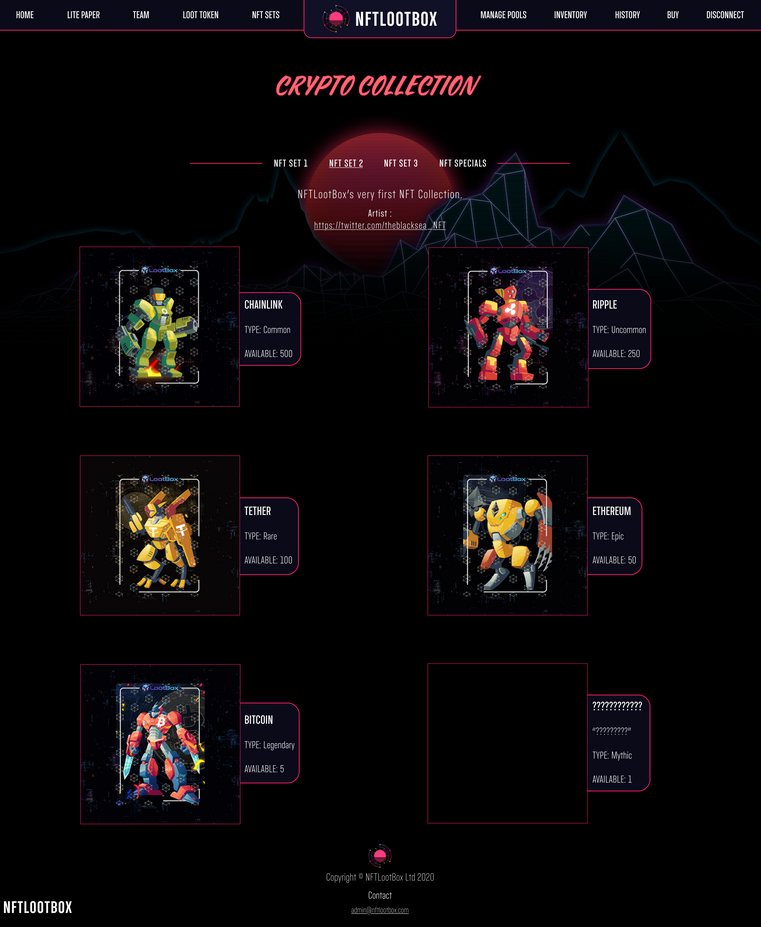 HOME LITE PAPER TEAM LOOT TOKEN NFT SETS NFTLOOTBOX MANAGE POOLS INVENTORY HISTORY BUY DISCONNECT
CRYPTO COLLECTION
NFT SET 1 NFT SET 2 NFT SET 3 NFT SPECIALS
NFTLootBox's very first NFT Collection.
Artist :
https://twitter.com/theblacksea_NFT
LootBox
CHAINLINK
TYPE: Common
AVAILABLE: 500
LootBox
RIPPLE
TYPE: Uncommon
AVAILABLE: 250
LootBox
TETHER
TYPE: Rare
AVAILABLE: 100
LootBox
ETHEREUM
TYPE: Epic
AVAILABLE: 50
LootBox
BITCOIN
TYPE: Legendary
AVAILABLE: 5
????????????
"?????????"
TYPE: Mythic
AVAILABLE: 1
Copyright © NFTLootBox Ltd 2020
Contact
admin@nftlootbox.com
NFTLOOTBOX